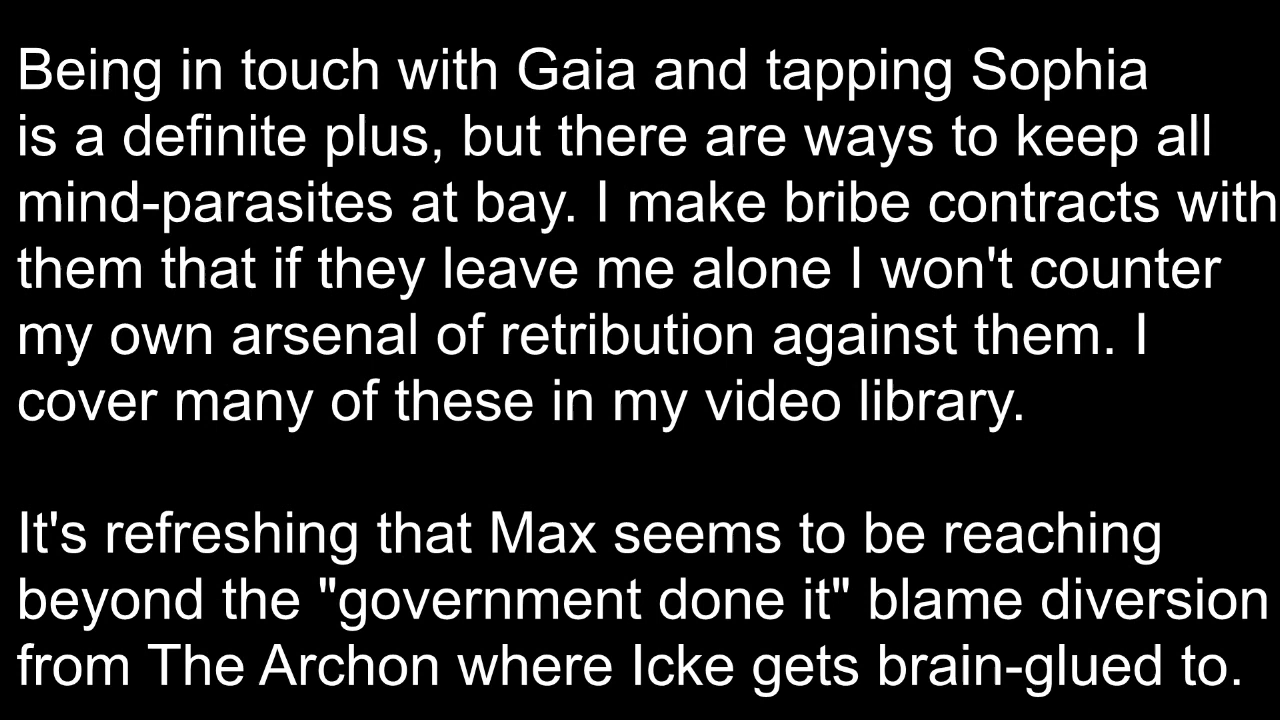 Being in touch with Gaia and tapping Sophia
is a definite plus, but there are ways to keep all
mind-parasites at bay. I make bribe contracts with
them that if they leave me alone I won't counter
my own arsenal of retribution against them. I
cover many of these in my video library.
It's refreshing that Max seems to be reaching
beyond the "government done it" blame diversion
from The Archon where Icke gets brain-glued to.